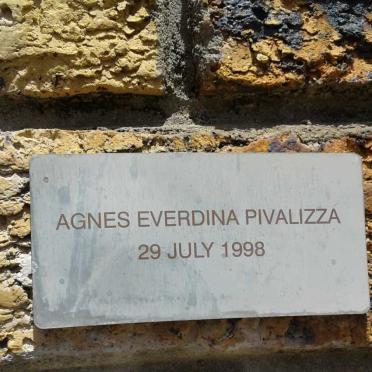 AGNES EVERDINA PIVALIZZA
29 JULY 1998